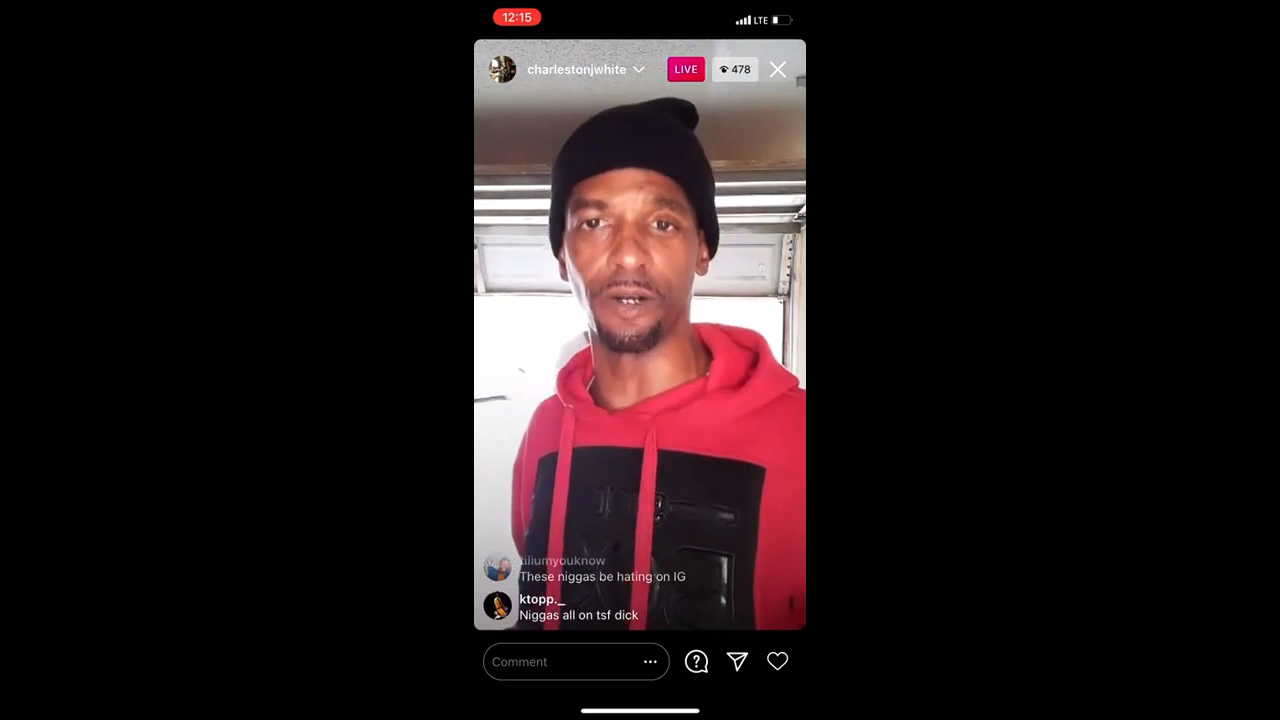 12:15
LTE
charlestonjwhite
LIVE
478
tiliumyouknow
These niggas be hating on IG
ktopp._
Niggas all on tsf dick
Comment